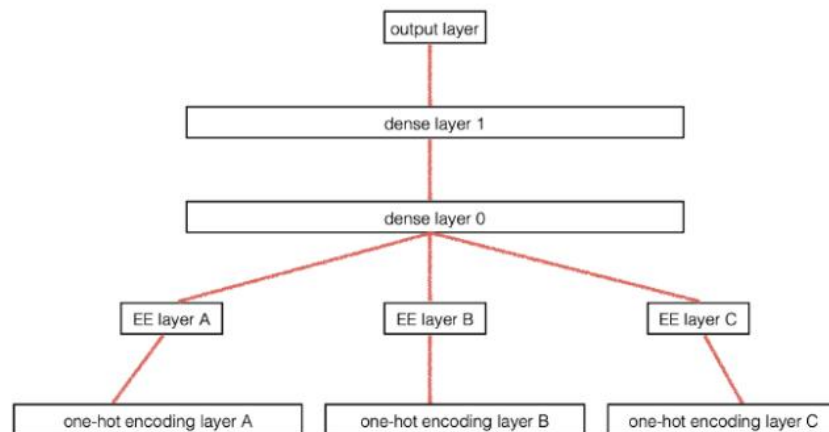 output layer
dense layer 1
dense layer 0
EE layer A
EE layer B
EE layer C
one-hot encoding layer A
one-hot encoding layer B
one-hot encoding layer C